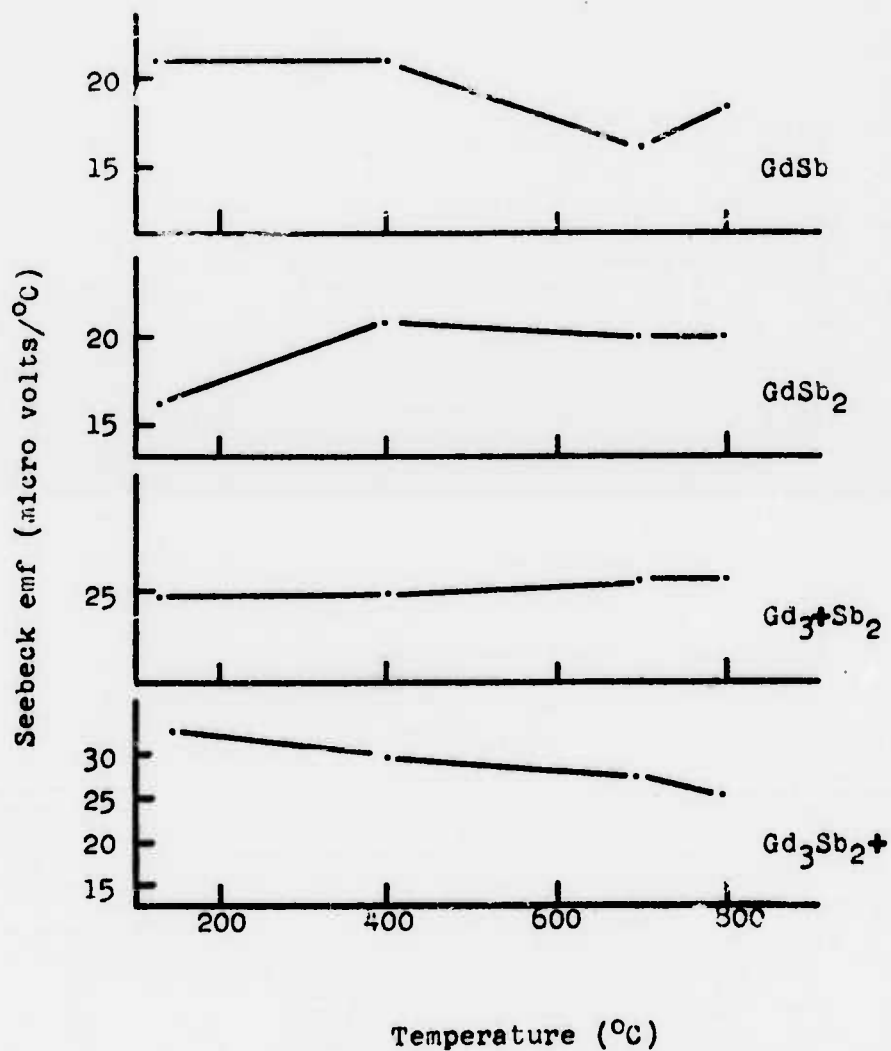 20
15
GdSb
20
15
GdSb₂
25
Gd₃+Sb₂
30
25
20
15
Gd₃Sb₂+
200 400 600 800
Seebeck emf (micro volts/°C)
Temperature (°C)